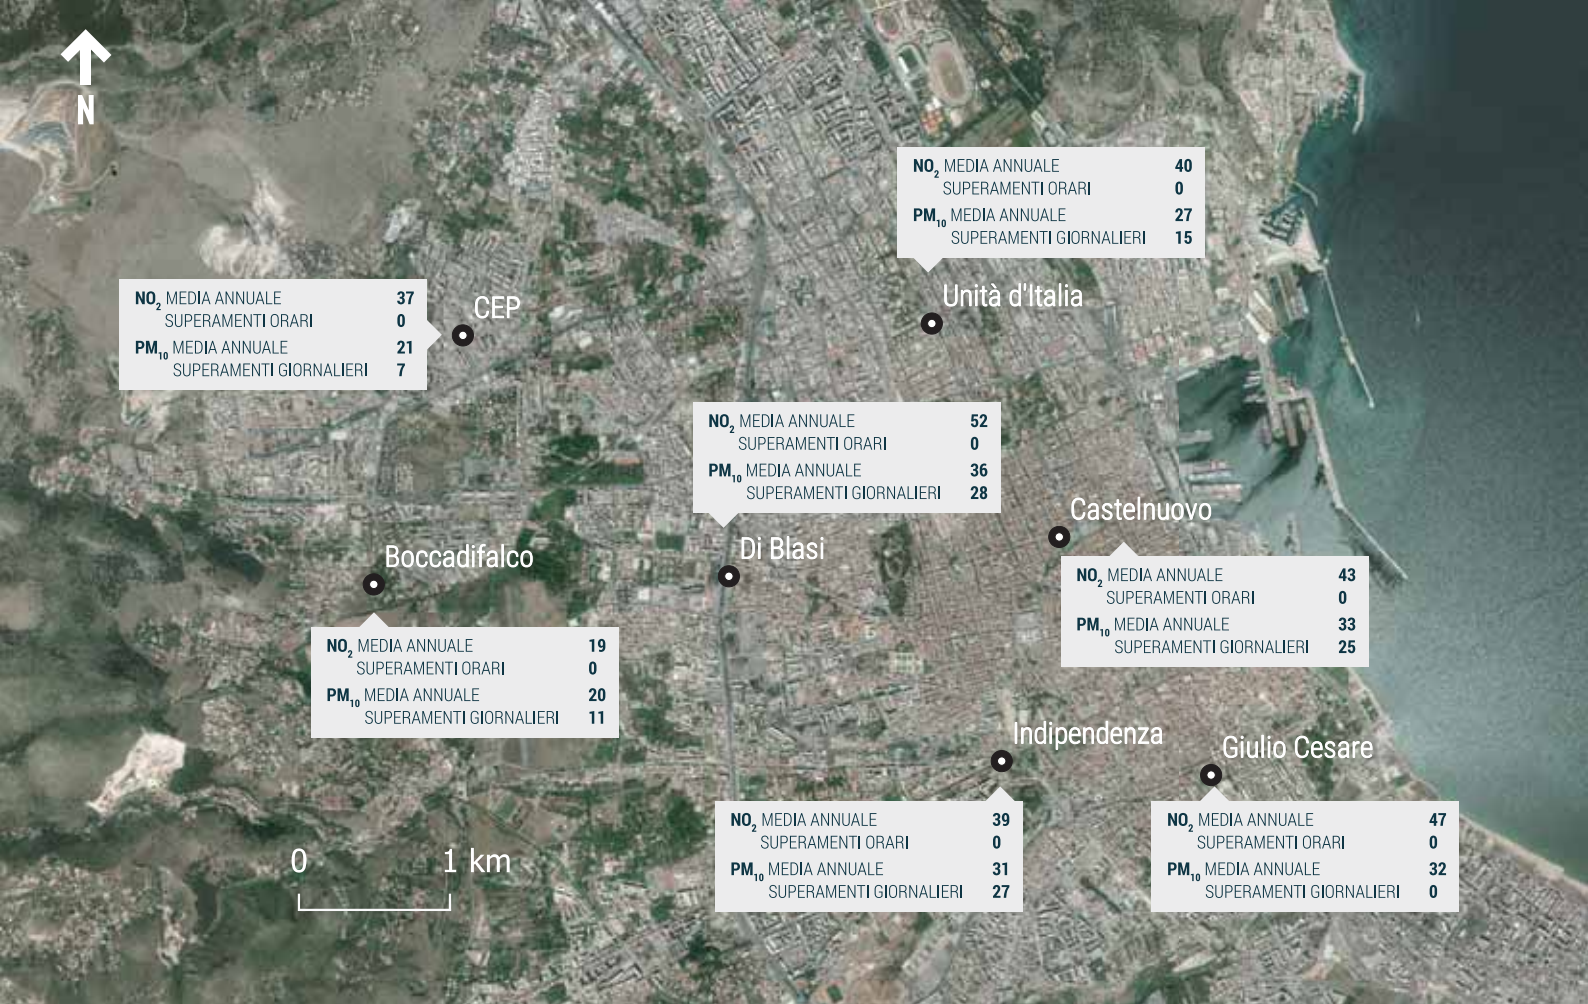 N
NO2 MEDIA ANNUALE 40
SUPERAMENTI ORARI 0
PM10 MEDIA ANNUALE 27
SUPERAMENTI GIORNALIERI 15
Unità d'Italia
NO2 MEDIA ANNUALE 37
SUPERAMENTI ORARI 0
PM10 MEDIA ANNUALE 21
SUPERAMENTI GIORNALIERI 7
CEP
NO2 MEDIA ANNUALE 52
SUPERAMENTI ORARI 0
PM10 MEDIA ANNUALE 36
SUPERAMENTI GIORNALIERI 28
Di Blasi
Castelnuovo
NO2 MEDIA ANNUALE 43
SUPERAMENTI ORARI 0
PM10 MEDIA ANNUALE 33
SUPERAMENTI GIORNALIERI 25
Boccadifalco
NO2 MEDIA ANNUALE 19
SUPERAMENTI ORARI 0
PM10 MEDIA ANNUALE 20
SUPERAMENTI GIORNALIERI 11
Indipendenza
NO2 MEDIA ANNUALE 39
SUPERAMENTI ORARI 0
PM10 MEDIA ANNUALE 31
SUPERAMENTI GIORNALIERI 27
Giulio Cesare
NO2 MEDIA ANNUALE 47
SUPERAMENTI ORARI 0
PM10 MEDIA ANNUALE 32
SUPERAMENTI GIORNALIERI 0
0 1 km